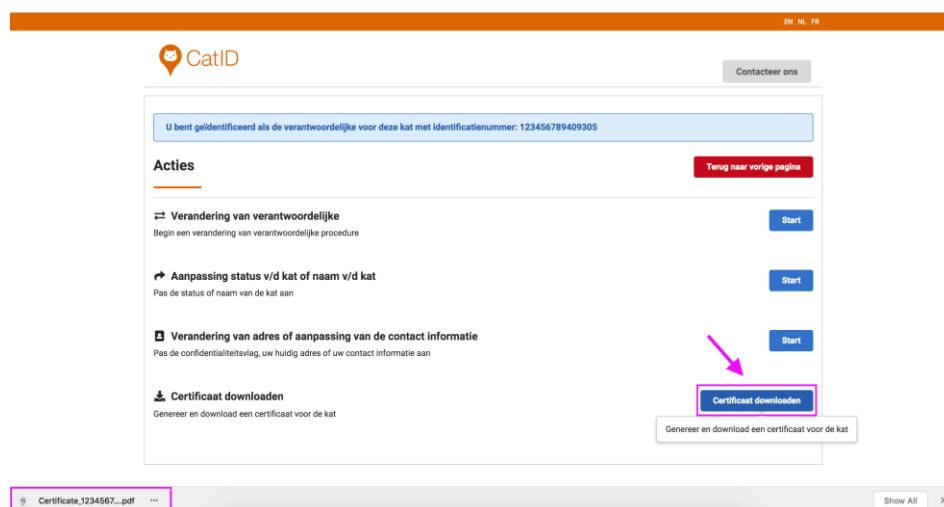 EN NL FR
CatID
Contacteer ons
U bent geïdentificeerd als de verantwoordelijke voor deze kat met identificatienummer: 123456789409305
Acties
Terug naar vorige pagina
Verandering van verantwoordelijke
Start
Begin een verandering van verantwoordelijke procedure
Aanpassing status v/d kat of naam v/d kat
Start
Pas de status of naam van de kat aan
Verandering van adres of aanpassing van de contact informatie
Start
Pas de confidentialiteitsvlag, uw huidig adres of uw contact informatie aan
Certificaat downloaden
Certificaat downloaden
Genereer en download een certificaat voor de kat
Genereer en download een certificaat voor de kat
Certificate_1234567....pdf
Show All